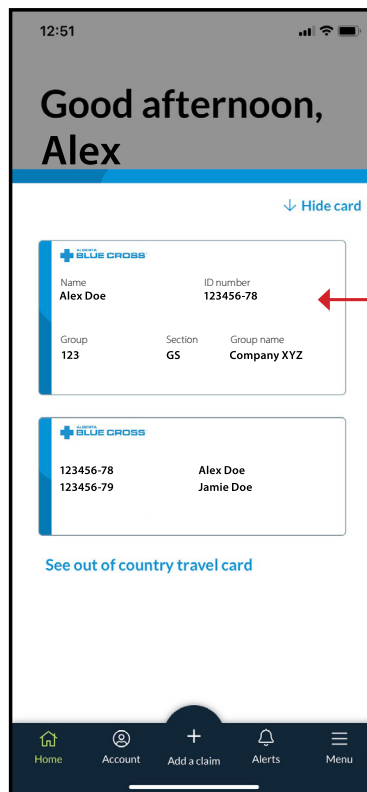 12:51
Good afternoon,
Alex
Hide card
ALBERTA
BLUE CROSS
Name ID number
Alex Doe 123456-78
Group Section Group name
123 GS Company XYZ
ALBERTA
BLUE CROSS
123456-78 Alex Doe
123456-79 Jamie Doe
See out of country travel card
Home Account Add a claim Alerts Menu